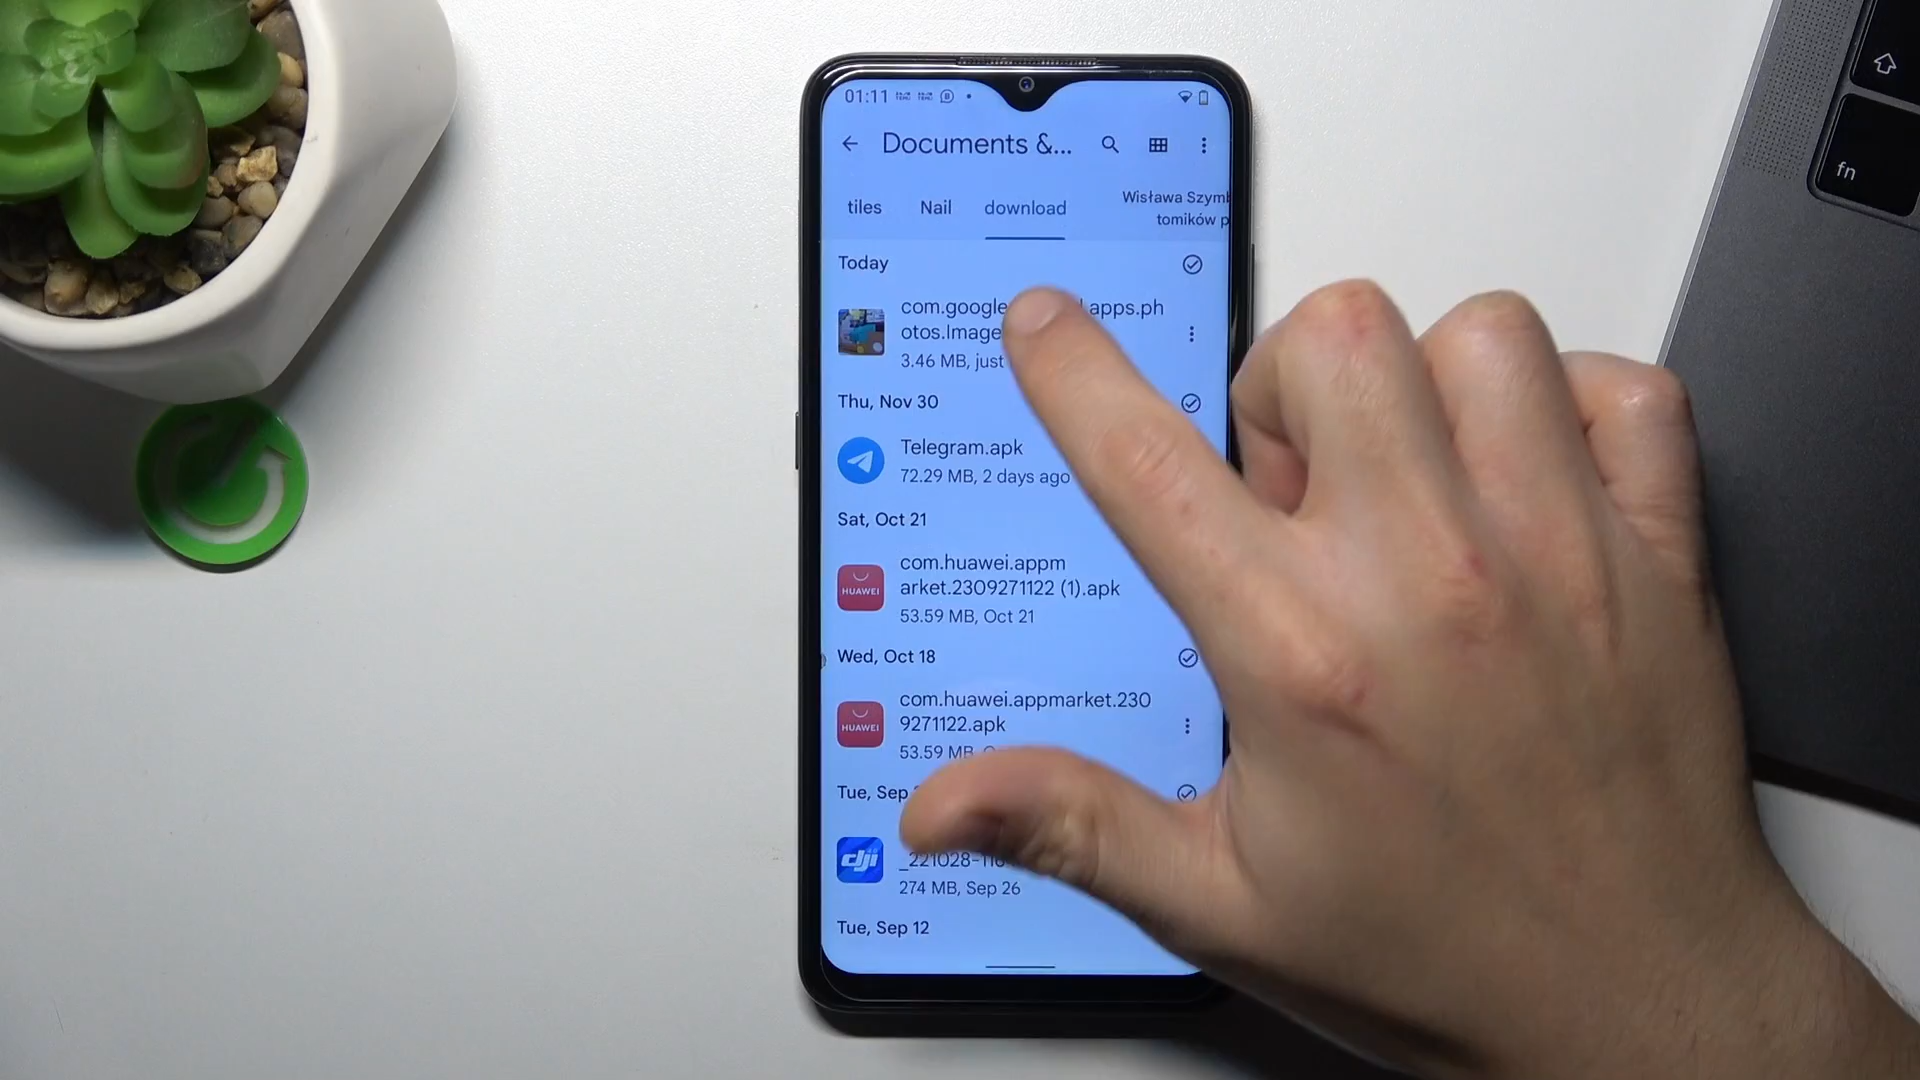 01:11
Documents &...
tiles
Nail
download
Wisława Szymb
tomików p
Today
com.google
l.apps.ph
otos.Image
3.46 MB, just
Thu, Nov 30
Telegram.apk
72.29 MB, 2 days ago
Sat, Oct 21
HUAWEI
com.huawei.appm
arket.2309271122 (1).apk
53.59 MB, Oct 21
Wed, Oct 18
HUAWEI
com.huawei.appmarket.230
9271122.apk
53.59 MB
Tue, Sep
dji
_221028-116
274 MB, Sep 26
Tue, Sep 12
fn